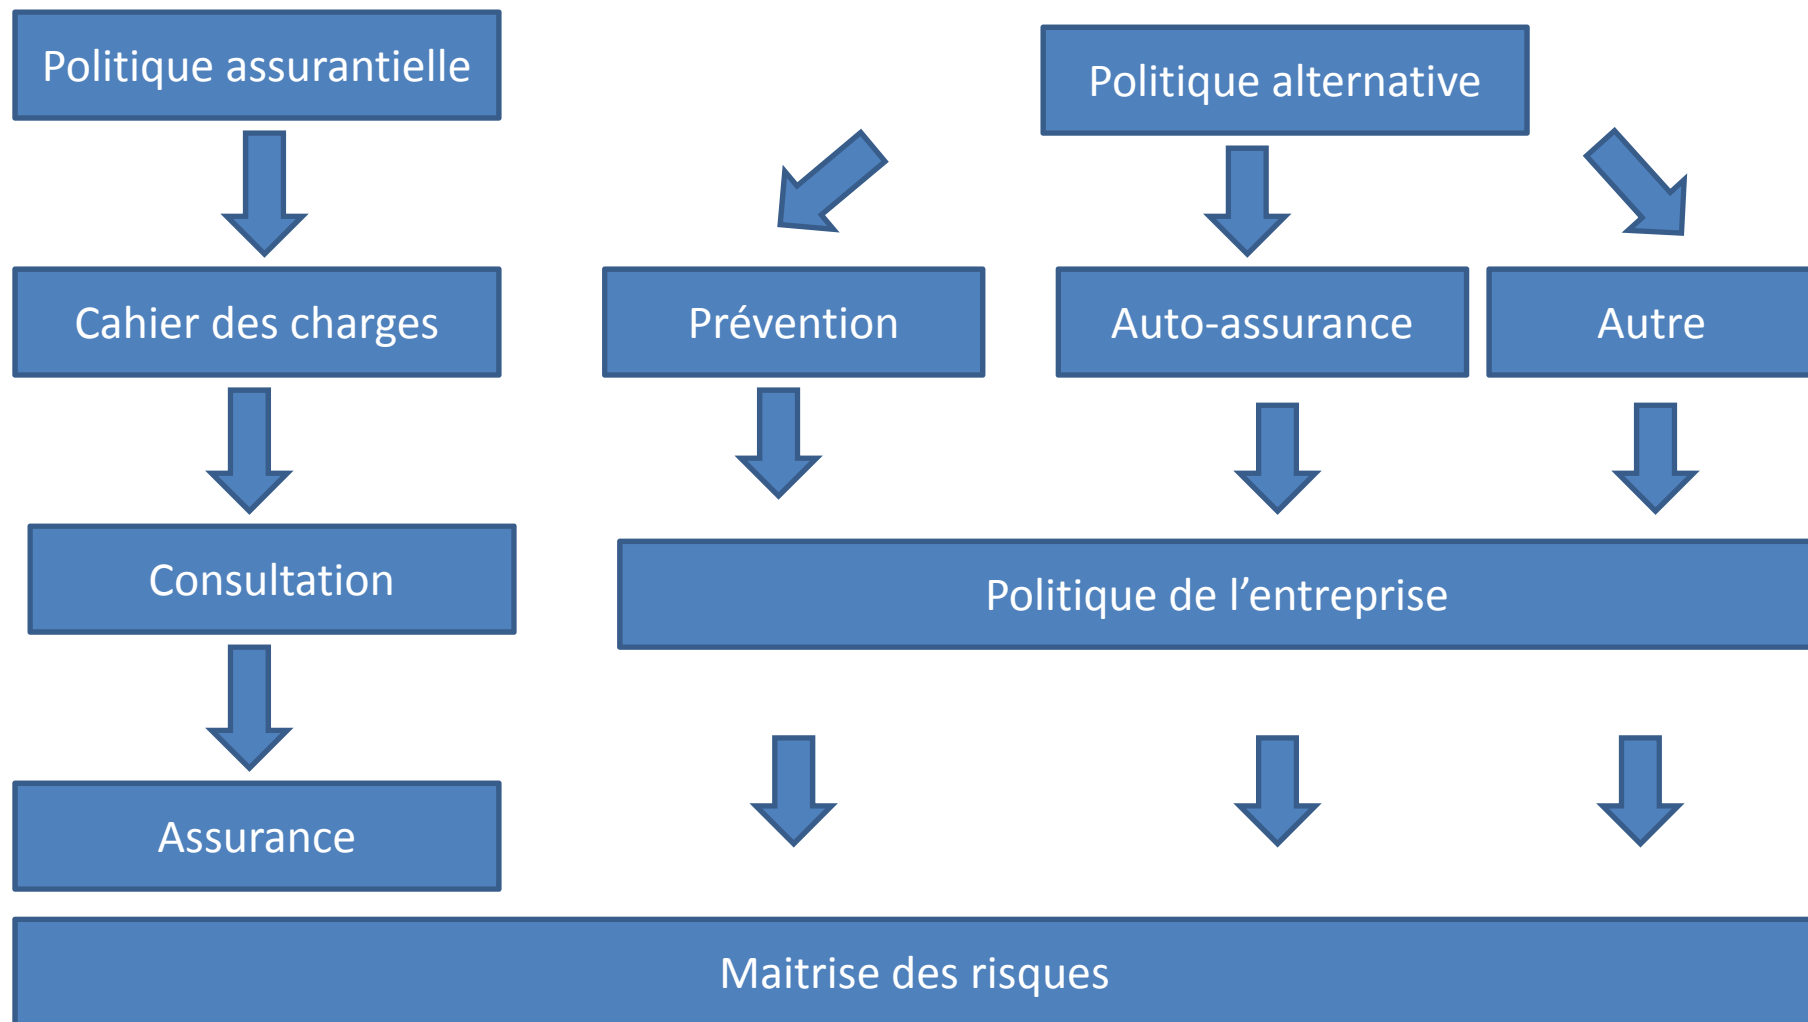 Politique assurantielle
Politique alternative
Cahier des charges
Prévention
Auto-assurance
Autre
Consultation
Politique de l’entreprise
Assurance
Maitrise des risques